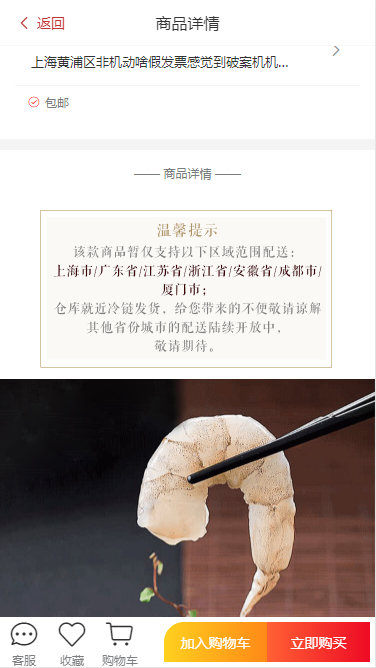 返回
商品详情
上海黄浦区非机动啥假发票感觉到破案机机...
包邮
商品详情
温馨提示
该款商品暂仅支持以下区域范围配送：
上海市/广东省/江苏省/浙江省/安徽省/成都市/
厦门市；
仓库就近冷链发货，给您带来的不便敬请谅解
其他省份城市的配送陆续开放中，
敬请期待。
客服
收藏
购物车
加入购物车
立即购买